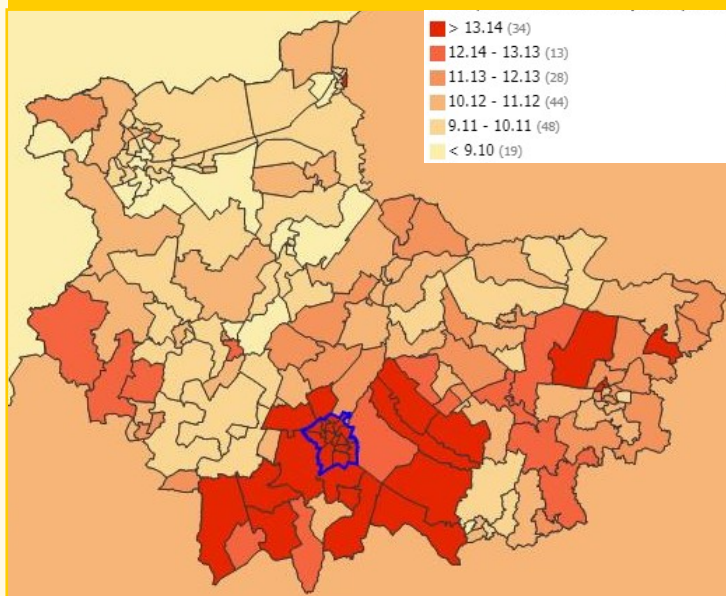 > 13.14 (34)
12.14 - 13.13 (13)
11.13 - 12.13 (28)
10.12 - 11.12 (44)
9.11 - 10.11 (48)
< 9.10 (19)